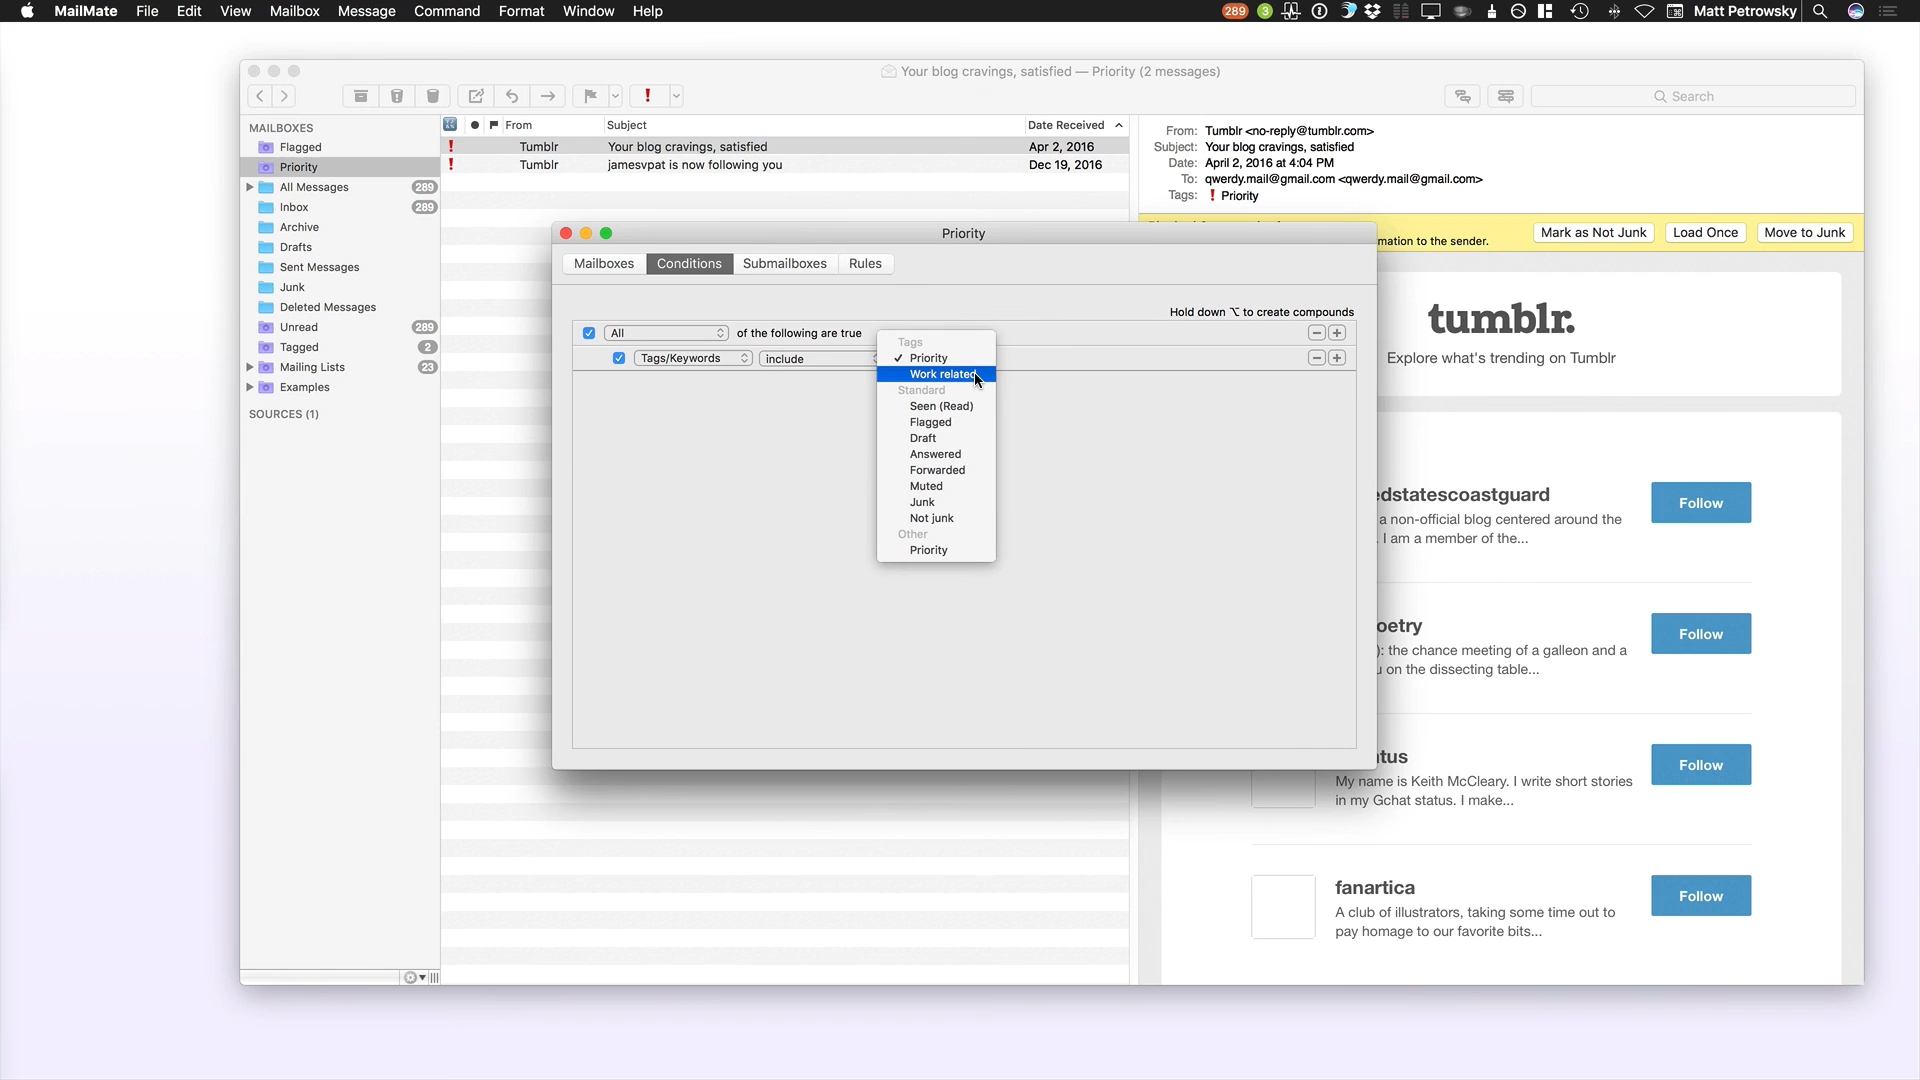 MailMate File Edit View Mailbox Message Command Format Window Help
289 3 Matt Petrowsky
Your blog cravings, satisfied — Priority (2 messages)
Search
MAILBOXES
Flagged
Priority
All Messages 289
Inbox 289
Archive
Drafts
Sent Messages
Junk
Deleted Messages
Unread 289
Tagged 2
Mailing Lists 23
Examples
SOURCES (1)
From Subject Date Received
! Tumblr Your blog cravings, satisfied Apr 2, 2016
! Tumblr jamesvpat is now following you Dec 19, 2016
From: Tumblr <no-reply@tumblr.com>
Subject: Your blog cravings, satisfied
Date: April 2, 2016 at 4:04 PM
To: qwerdy.mail@gmail.com <qwerdy.mail@gmail.com>
Tags: ! Priority
mation to the sender.
Mark as Not Junk Load Once Move to Junk
Priority
Mailboxes Conditions Submailboxes Rules
Hold down ⌥ to create compounds
All of the following are true
Tags/Keywords include
Tags
✓ Priority
Work related
Standard
Seen (Read)
Flagged
Draft
Answered
Forwarded
Muted
Junk
Not junk
Other
Priority
tumblr.
Explore what's trending on Tumblr
edstatescoastguard
a non-official blog centered around the
. I am a member of the...
Follow
oetry
): the chance meeting of a galleon and a
u on the dissecting table...
Follow
tus
My name is Keith McCleary. I write short stories
in my Gchat status. I make...
Follow
fanartica
A club of illustrators, taking some time out to
pay homage to our favorite bits...
Follow